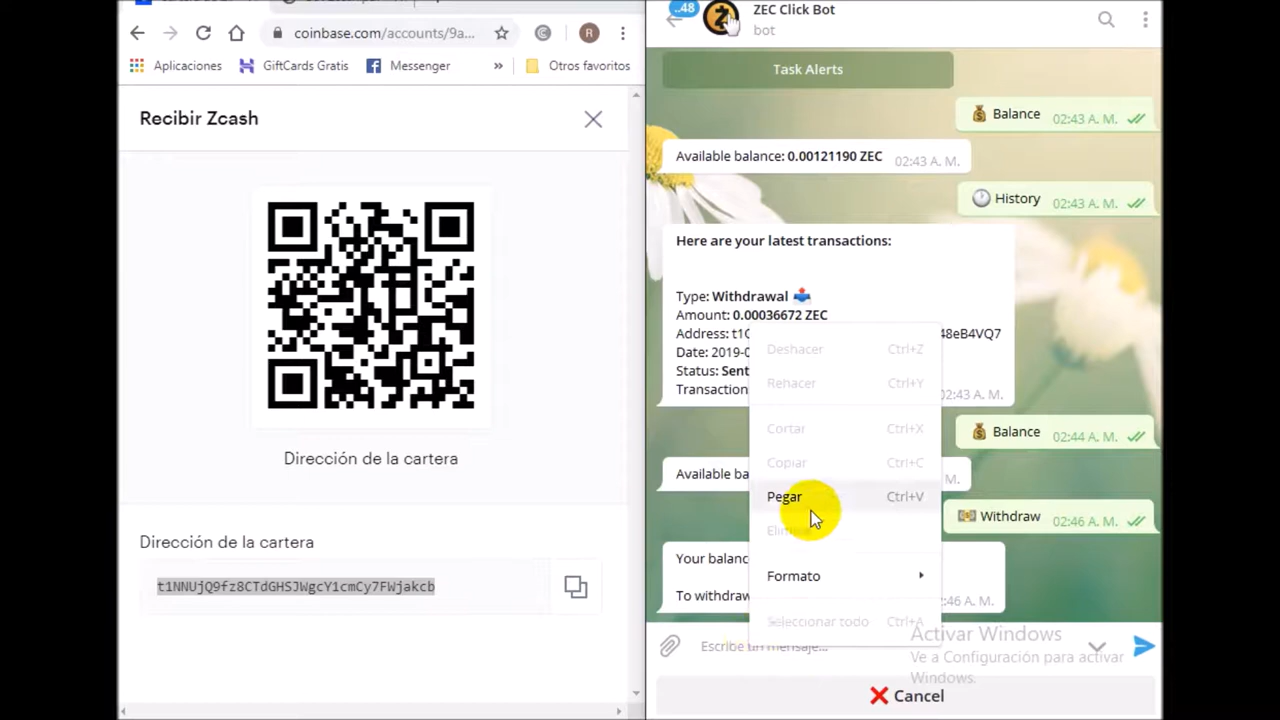 coinbase.com/accounts/9a...
R
Aplicaciones
GiftCards Gratis
Messenger
»
Otros favoritos
Recibir Zcash
Dirección de la cartera
Dirección de la cartera
t1NNUjQ9fz8CTdGHSJWgcY1cmCy7FWjakcb
..48
ZEC Click Bot
bot
Task Alerts
Balance 02:43 A. M.
Available balance: 0.00121190 ZEC 02:43 A. M.
History 02:43 A. M.
Here are your latest transactions:
Type: Withdrawal
Amount: 0.00036672 ZEC
Address: 48eB4VQ7
Date: 2019-0
Status: Sent
Transaction
02:43 A. M.
Balance 02:44 A. M.
Available ba
M.
Withdraw 02:46 A. M.
Your balanc
To withdraw
:46 A. M.
Deshacer Ctrl+Z
Rehacer Ctrl+Y
Cortar Ctrl+X
Copiar Ctrl+C
Pegar Ctrl+V
Eliminar
Formato
Seleccionar todo Ctrl+A
Escribe un mensaje...
Activar Windows
Ve a Configuración para activar
Windows.
Cancel